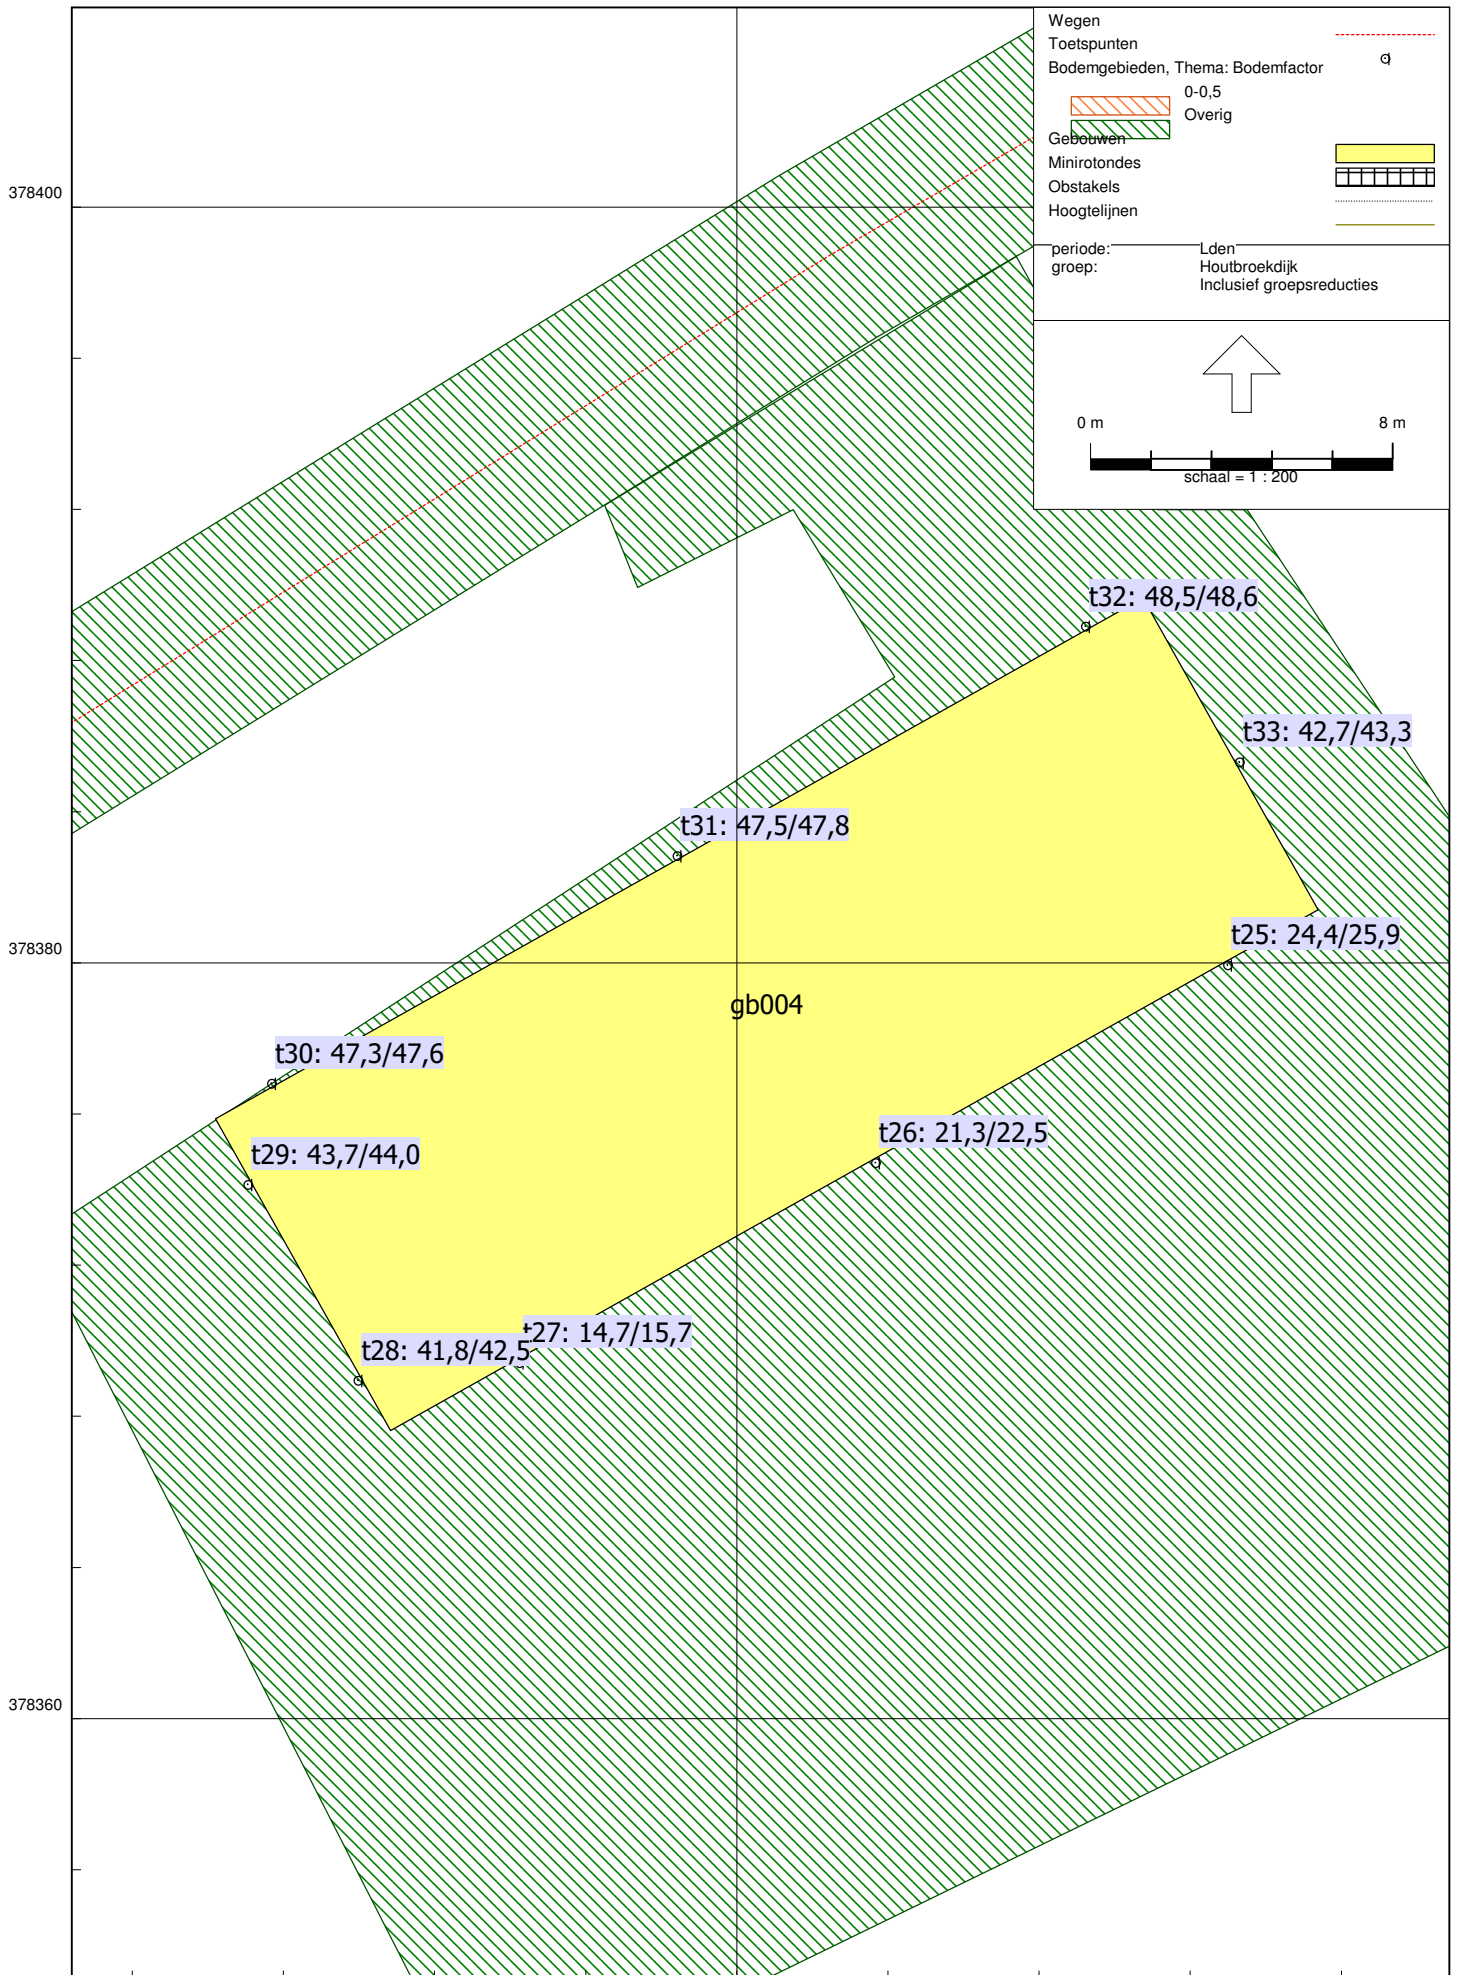 Wegen
Toetspunten
Bodemgebieden, Thema: Bodemfactor
0-0,5
Overig
Gebouwen
Minirotondes
Obstakels
Hoogtelijnen
periode: Lden
groep: Houtbroekdijk
Inclusief groepsreducties
0 m 8 m
schaal = 1 : 200
378400
t32: 48,5/48,6
t33: 42,7/43,3
t31: 47,5/47,8
t25: 24,4/25,9
378380
gb004
t30: 47,3/47,6
t26: 21,3/22,5
t29: 43,7/44,0
t27: 14,7/15,7
t28: 41,8/42,5
378360